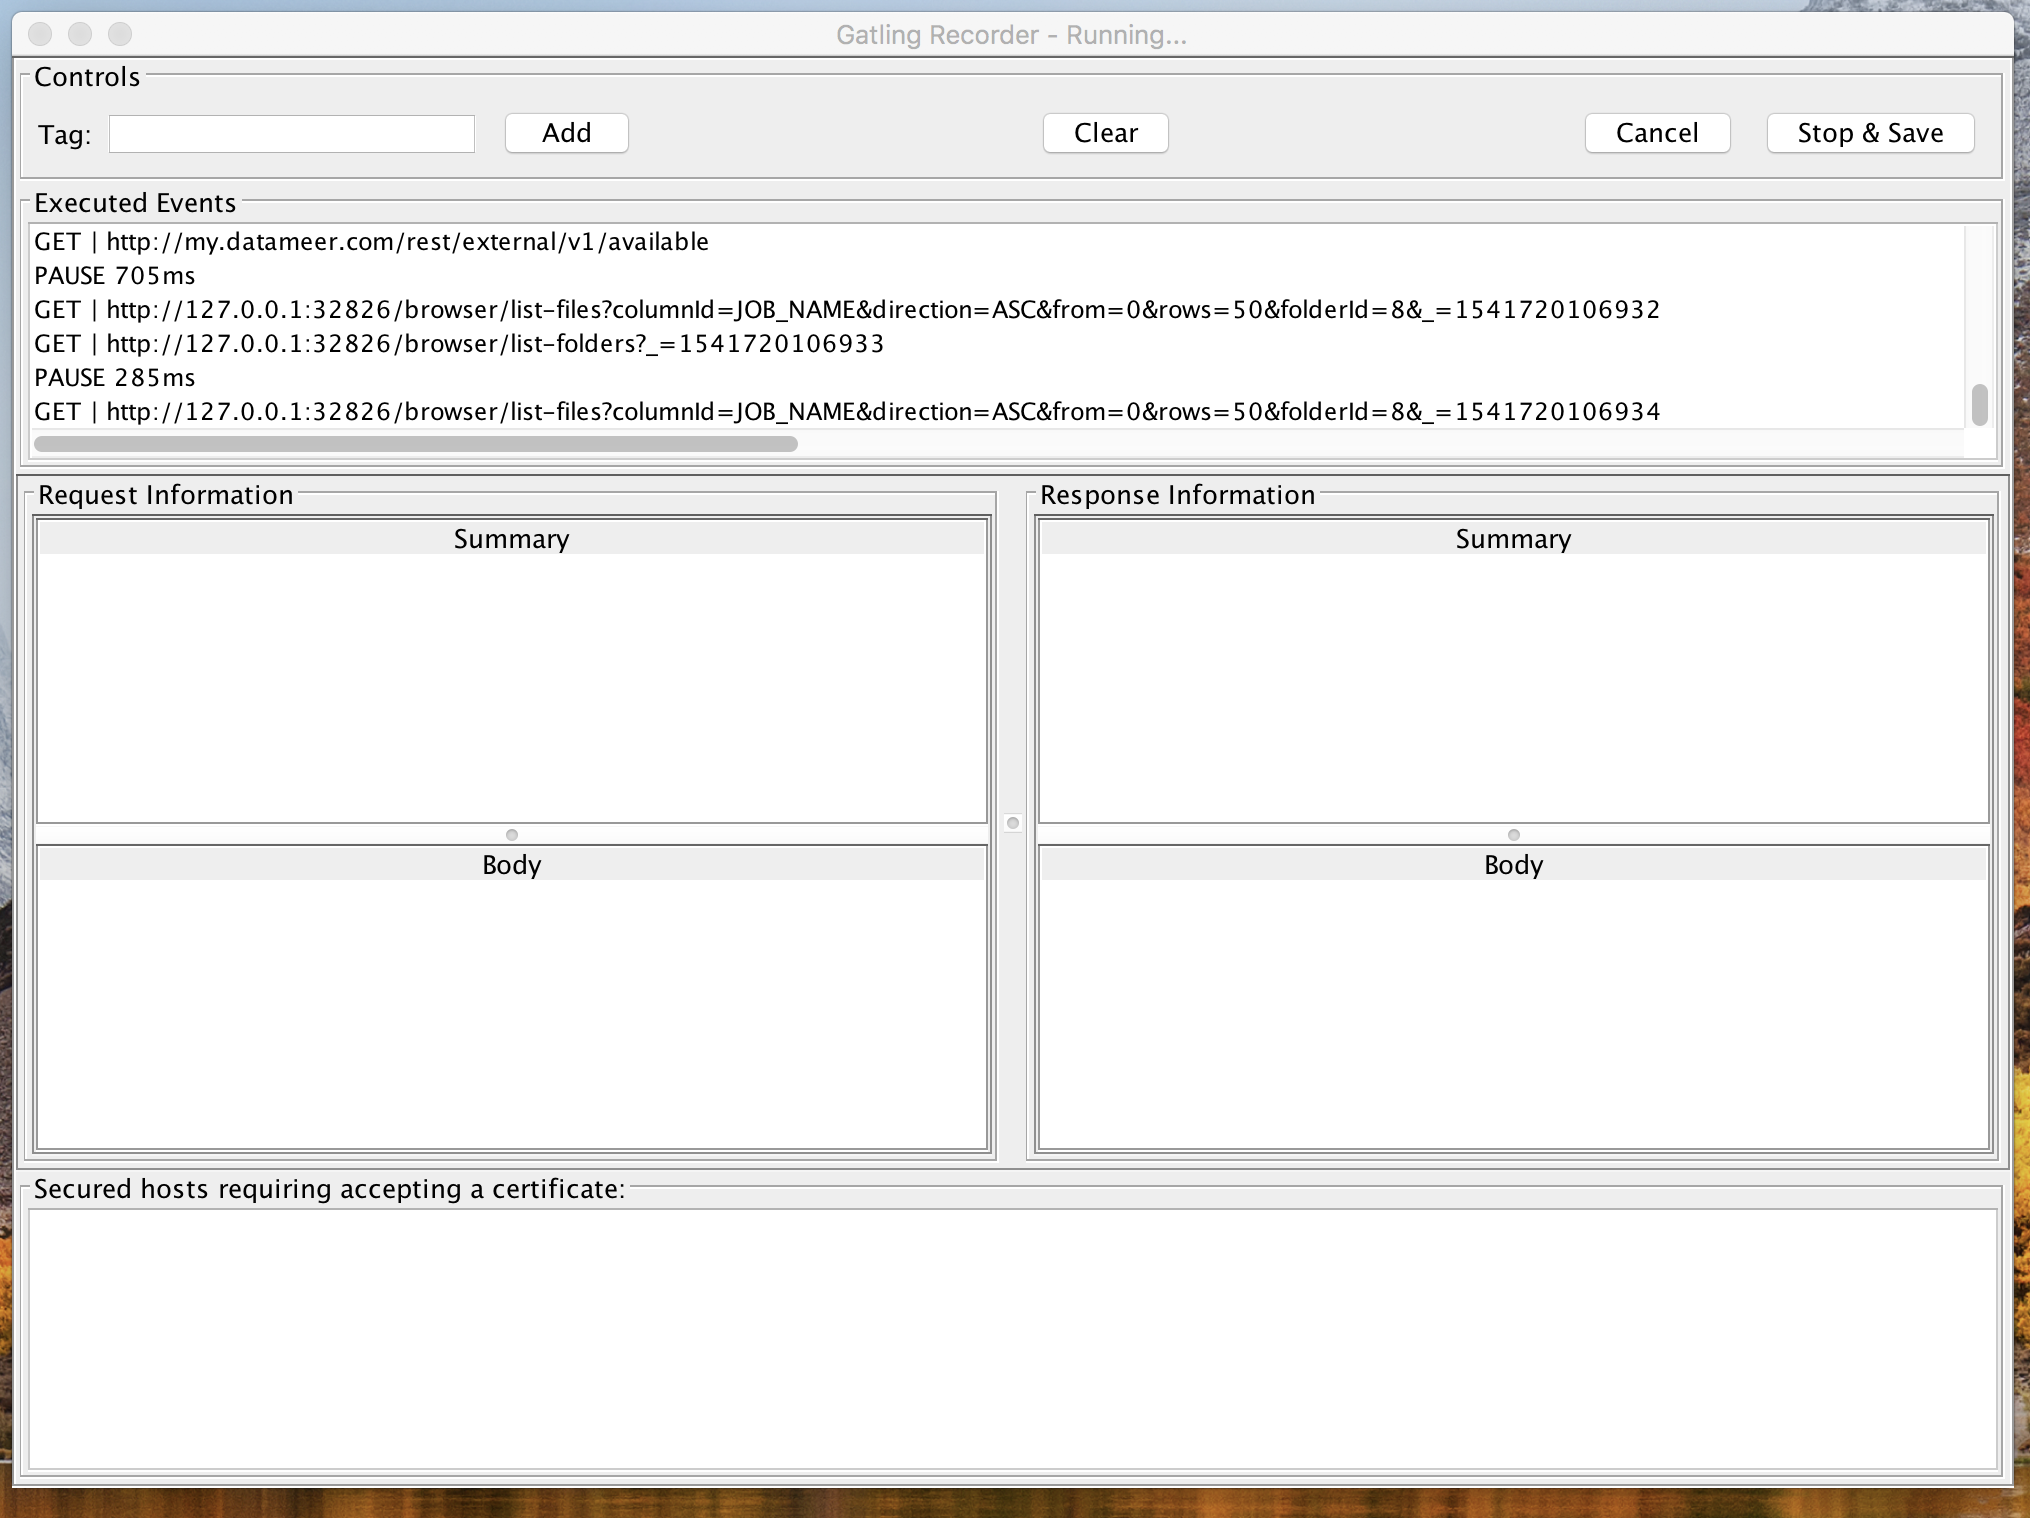 Gatling Recorder - Running...
Controls
Tag: Add Clear Cancel Stop & Save
Executed Events
GET | http://my.datameer.com/rest/external/v1/available
PAUSE 705ms
GET | http://127.0.0.1:32826/browser/list-files?columnId=JOB_NAME&direction=ASC&from=0&rows=50&folderId=8&_=1541720106932
GET | http://127.0.0.1:32826/browser/list-folders?_=1541720106933
PAUSE 285ms
GET | http://127.0.0.1:32826/browser/list-files?columnId=JOB_NAME&direction=ASC&from=0&rows=50&folderId=8&_=1541720106934
Request Information
Summary
Body
Response Information
Summary
Body
Secured hosts requiring accepting a certificate: